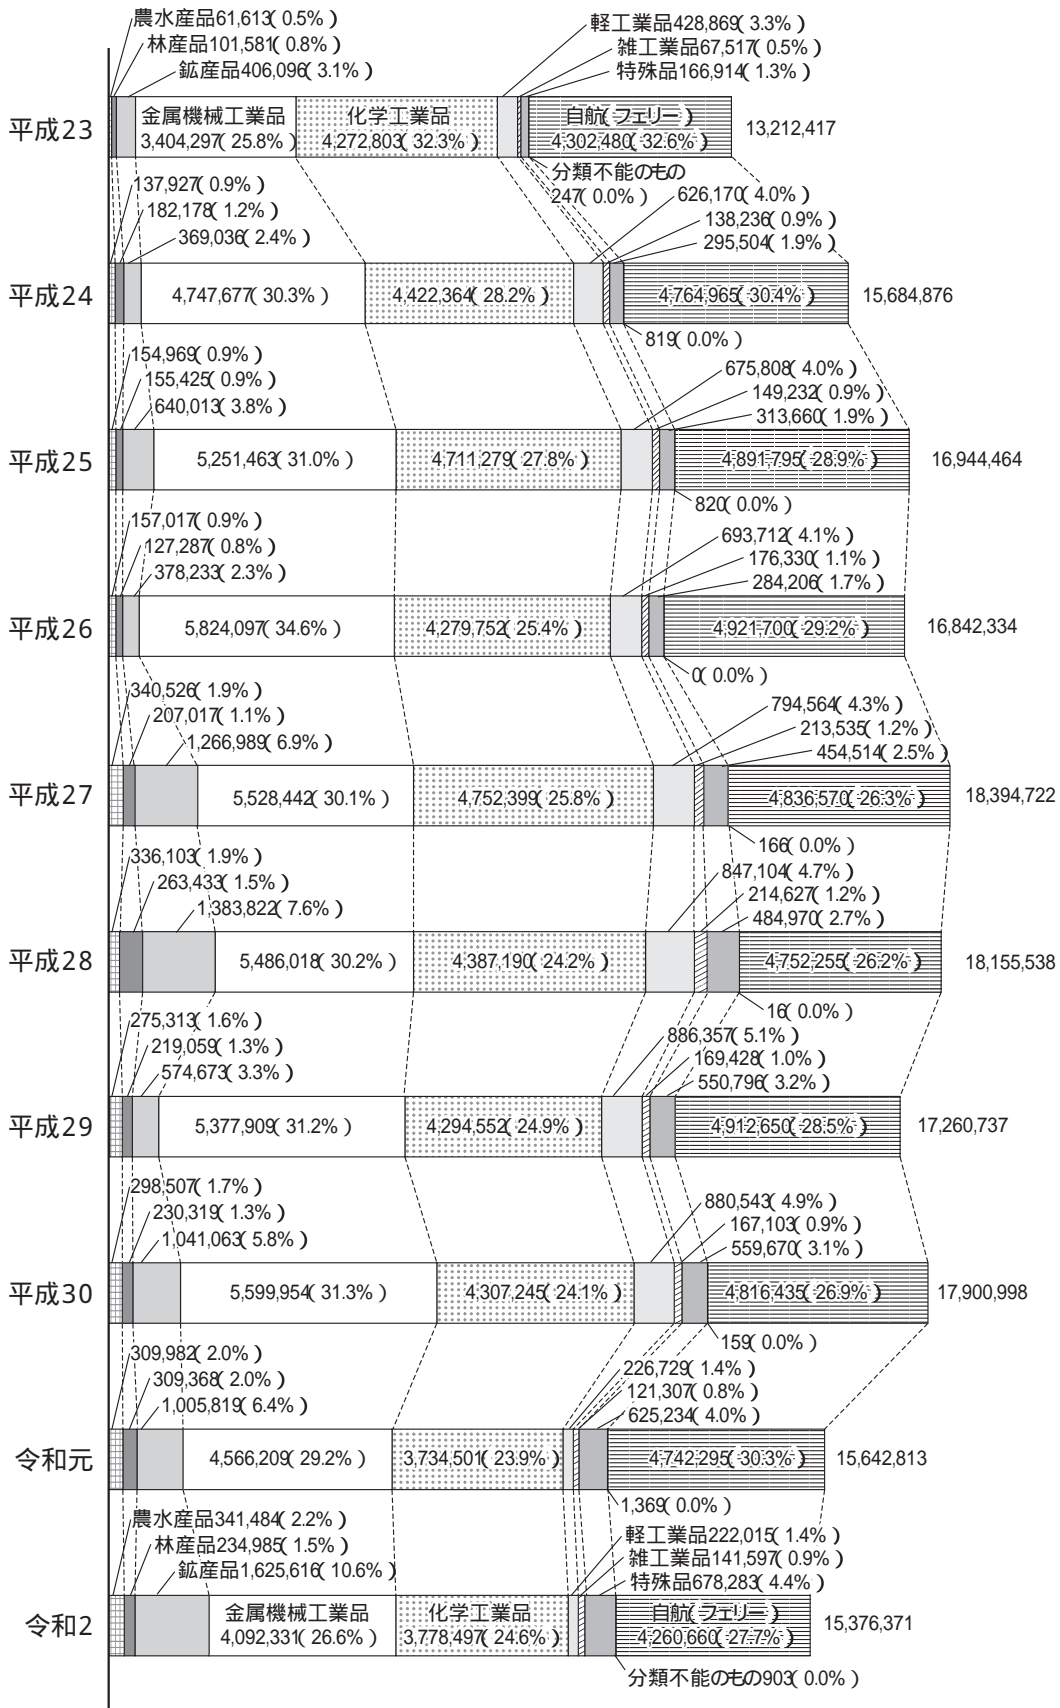 農水産品61,613( 0.5% )
林産品101,581( 0.8% )
鉱産品406,096( 3.1% )
軽工業品428,869( 3.3% )
雑工業品67,517( 0.5% )
特殊品166,914( 1.3% )
平成23
金属機械工業品
3,404,297( 25.8% )
化学工業品
4,272,803( 32.3% )
自航( フェリー )
4,302,480( 32.6% )
13,212,417
分類不能のもの
247( 0.0% )
137,927( 0.9% )
182,178( 1.2% )
369,036( 2.4% )
626,170( 4.0% )
138,236( 0.9% )
295,504( 1.9% )
平成24
4,747,677( 30.3% )
4,422,364( 28.2% )
4,764,965( 30.4% )
15,684,876
819( 0.0% )
154,969( 0.9% )
155,425( 0.9% )
640,013( 3.8% )
675,808( 4.0% )
149,232( 0.9% )
313,660( 1.9% )
平成25
5,251,463( 31.0% )
4,711,279( 27.8% )
4,891,795( 28.9% )
16,944,464
820( 0.0% )
157,017( 0.9% )
127,287( 0.8% )
378,233( 2.3% )
693,712( 4.1% )
176,330( 1.1% )
284,206( 1.7% )
平成26
5,824,097( 34.6% )
4,279,752( 25.4% )
4,921,700( 29.2% )
16,842,334
0( 0.0% )
340,526( 1.9% )
207,017( 1.1% )
1,266,989( 6.9% )
794,564( 4.3% )
213,535( 1.2% )
454,514( 2.5% )
平成27
5,528,442( 30.1% )
4,752,399( 25.8% )
4,836,570( 26.3% )
18,394,722
166( 0.0% )
336,103( 1.9% )
263,433( 1.5% )
1,383,822( 7.6% )
847,104( 4.7% )
214,627( 1.2% )
484,970( 2.7% )
平成28
5,486,018( 30.2% )
4,387,190( 24.2% )
4,752,255( 26.2% )
18,155,538
16( 0.0% )
275,313( 1.6% )
219,059( 1.3% )
574,673( 3.3% )
886,357( 5.1% )
169,428( 1.0% )
550,796( 3.2% )
平成29
5,377,909( 31.2% )
4,294,552( 24.9% )
4,912,650( 28.5% )
17,260,737
298,507( 1.7% )
230,319( 1.3% )
1,041,063( 5.8% )
880,543( 4.9% )
167,103( 0.9% )
559,670( 3.1% )
平成30
5,599,954( 31.3% )
4,307,245( 24.1% )
4,816,435( 26.9% )
17,900,998
159( 0.0% )
309,982( 2.0% )
309,368( 2.0% )
1,005,819( 6.4% )
226,729( 1.4% )
121,307( 0.8% )
625,234( 4.0% )
令和元
4,566,209( 29.2% )
3,734,501( 23.9% )
4,742,295( 30.3% )
15,642,813
1,369( 0.0% )
農水産品341,484( 2.2% )
林産品234,985( 1.5% )
鉱産品1,625,616( 10.6% )
軽工業品222,015( 1.4% )
雑工業品141,597( 0.9% )
特殊品678,283( 4.4% )
令和2
金属機械工業品
4,092,331( 26.6% )
化学工業品
3,778,497( 24.6% )
自航( フェリー )
4,260,660( 27.7% )
15,376,371
分類不能のもの903( 0.0% )